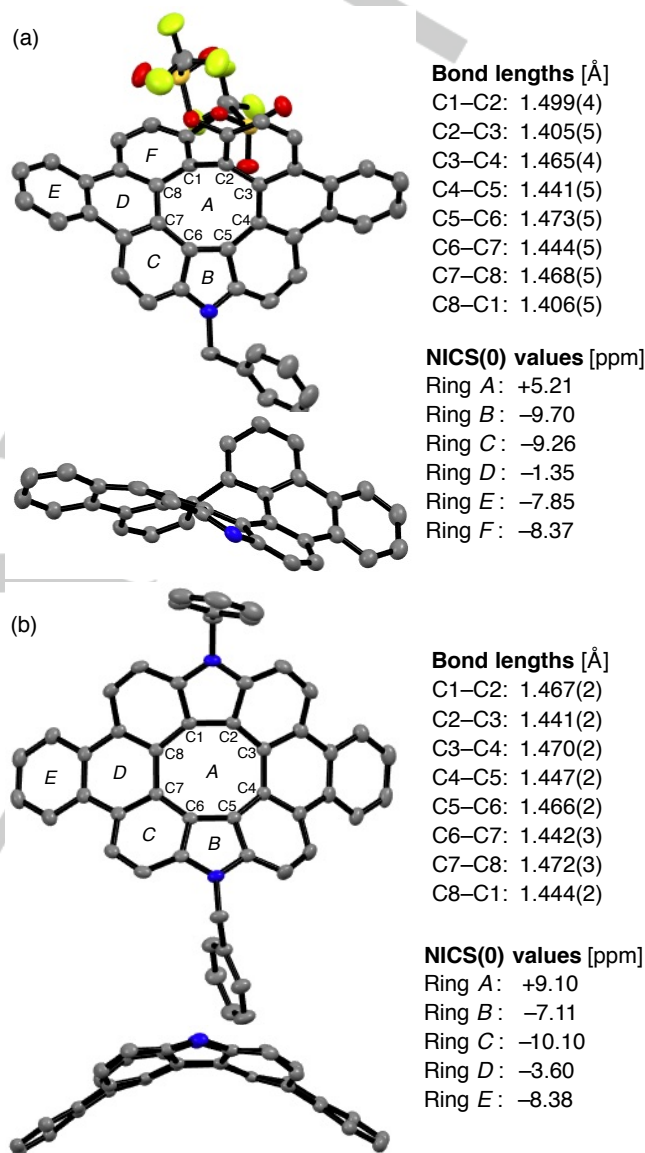 (a)
F
E
D
C8
C1
C2
C3
A
C7
C4
C6
C5
C
B
Bond lengths [Å]
C1–C2: 1.499(4)
C2–C3: 1.405(5)
C3–C4: 1.465(4)
C4–C5: 1.441(5)
C5–C6: 1.473(5)
C6–C7: 1.444(5)
C7–C8: 1.468(5)
C8–C1: 1.406(5)
NICS(0) values [ppm]
Ring A: +5.21
Ring B: –9.70
Ring C: –9.26
Ring D: –1.35
Ring E: –7.85
Ring F: –8.37
(b)
C1
C2
C8
C3
E
D
A
C7
C4
C6
C5
C
B
Bond lengths [Å]
C1–C2: 1.467(2)
C2–C3: 1.441(2)
C3–C4: 1.470(2)
C4–C5: 1.447(2)
C5–C6: 1.466(2)
C6–C7: 1.442(3)
C7–C8: 1.472(3)
C8–C1: 1.444(2)
NICS(0) values [ppm]
Ring A: +9.10
Ring B: –7.11
Ring C: –10.10
Ring D: –3.60
Ring E: –8.38